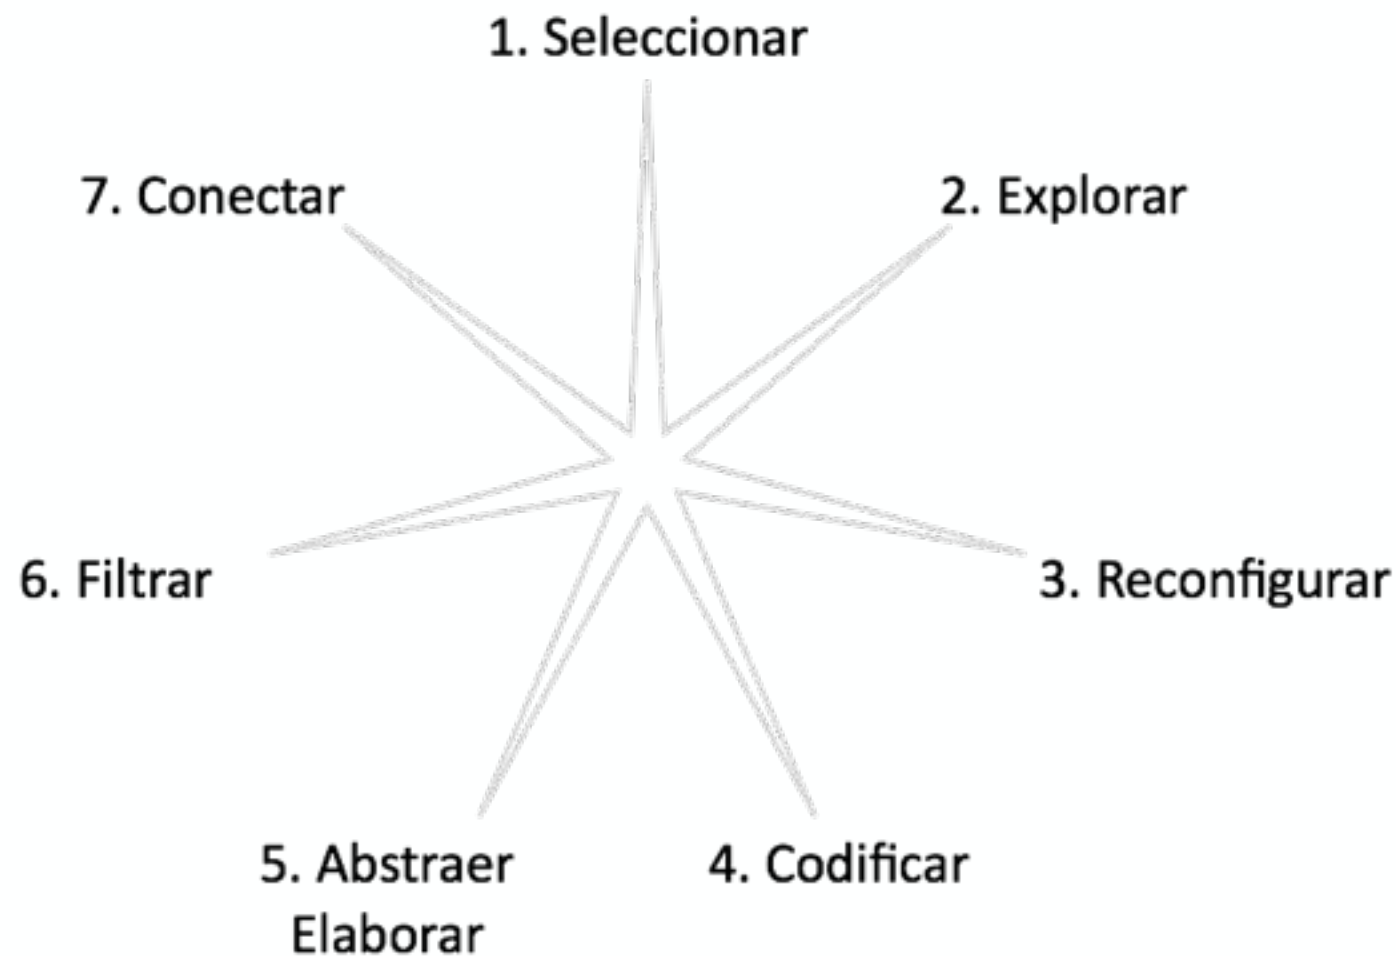 1. Seleccionar
2. Explorar
3. Reconfigurar
4. Codificar
5. Abstraer
Elaborar
6. Filtrar
7. Conectar